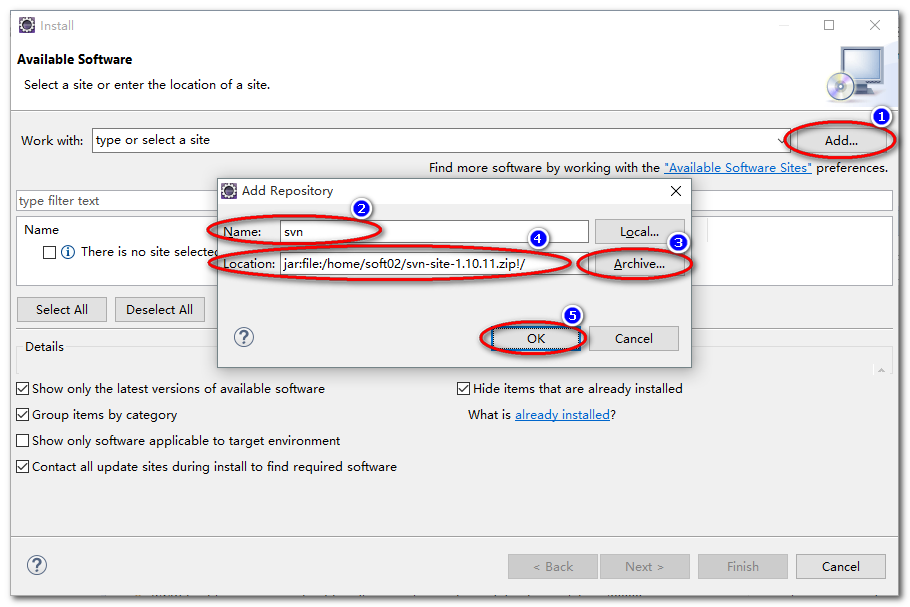 Install
Available Software
Select a site or enter the location of a site.
1
Work with: type or select a site Add...
Find more software by working with the "Available Software Sites" preferences.
Add Repository
type filter text
2
Name
Name: svn Local...
4
3
There is no site selected
Location: jar:file:/home/soft02/svn-site-1.10.11.zip!/ Archive...
Select All Deselect All
5
? OK Cancel
Details
Show only the latest versions of available software Hide items that are already installed
Group items by category What is already installed?
Show only software applicable to target environment
Contact all update sites during install to find required software
? < Back Next > Finish Cancel